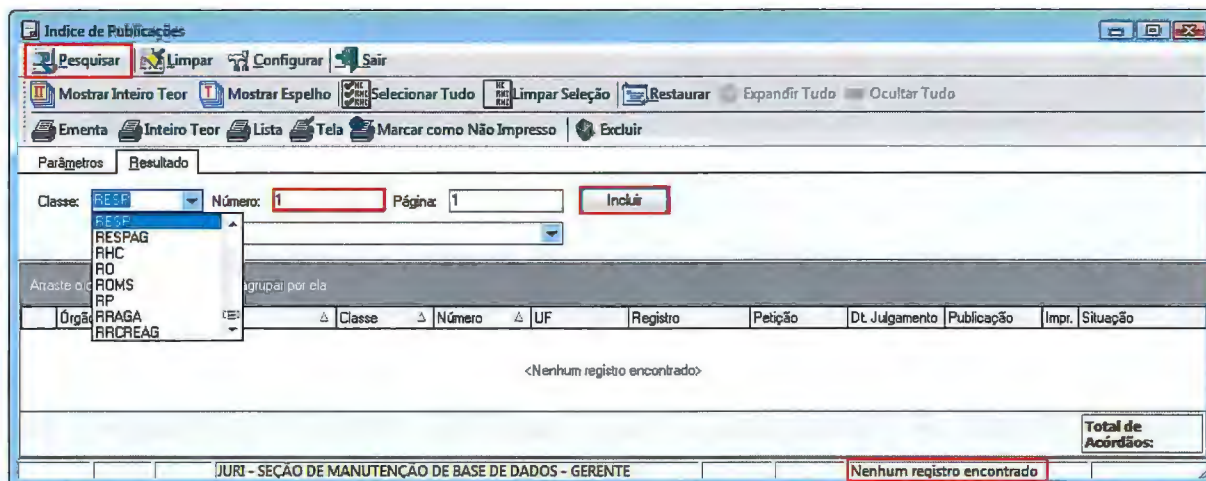 Indice de Publicações
Pesquisar Limpar Configurar Sair
Mostrar Inteiro Teor Mostrar Espelho Selecionar Tudo Limpar Seleção Restaurar Expandir Tudo Ocultar Tudo
Ementa Inteiro Teor Lista Tela Marcar como Não Impresso Excluir
Parâmetros Resultado
Classe: RESP Número: 1 Página: 1 Incluir
RESP
RESPAG
RHC
RO
ROMS
RP
RRAGA
RRCREAG
Arraste o agrupar por ela
Órgã Classe Número UF Registro Petição Dt. Julgamento Publicação Impr. Situação
<Nenhum registro encontrado>
Total de
Acórdãos:
JURI - SEÇÃO DE MANUTENÇÃO DE BASE DE DADOS - GERENTE Nenhum registro encontrado